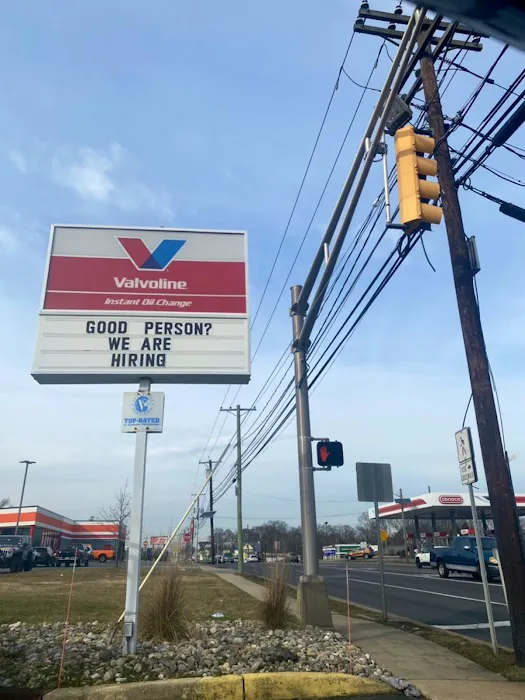 Valvoline
Instant Oil Change
GOOD PERSON?
WE ARE
HIRING
TOP-RATED
conoco